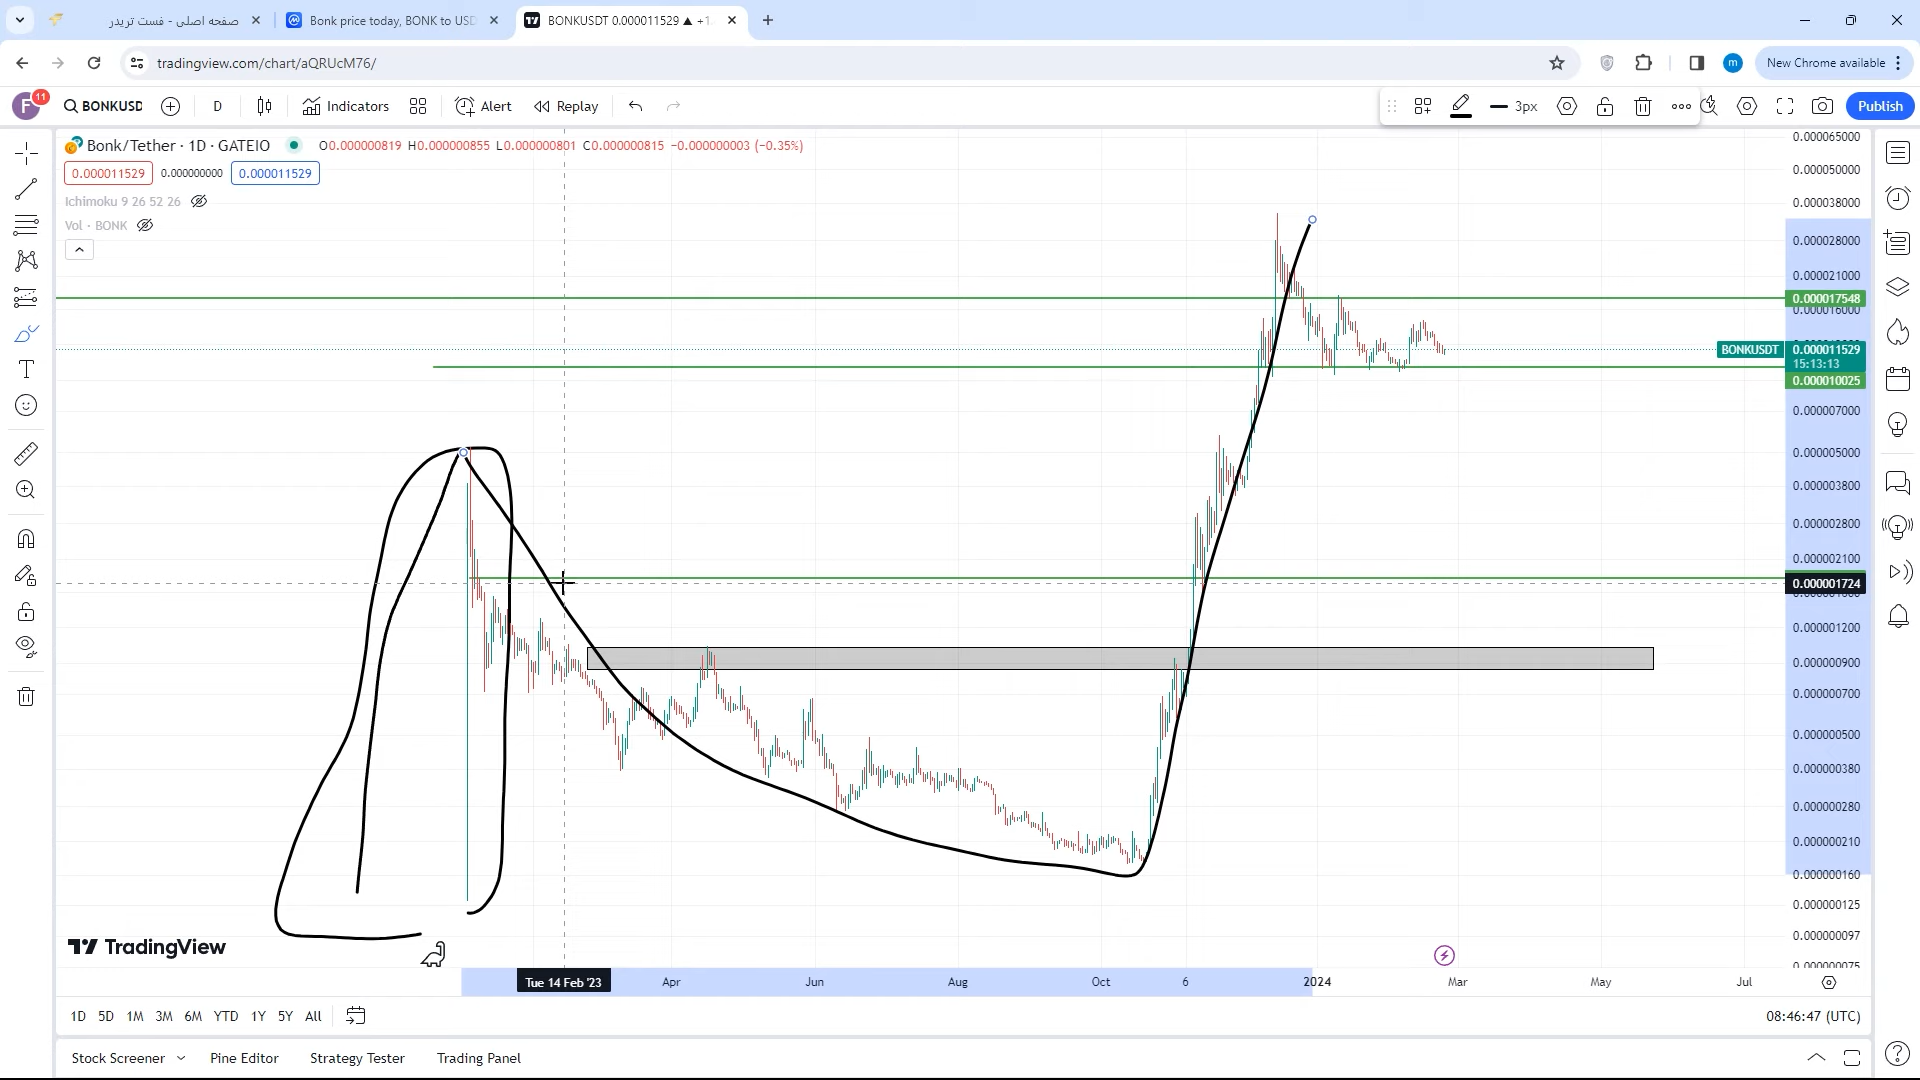 صفحه اصلی - فست تریدر
Bonk price today, BONK to USD
BONKUSDT 0.000011529 ▲ +1
tradingview.com/chart/aQRUcM76/
New Chrome available
F 11 BONKUSD D Indicators Alert Replay 3px Publish
Bonk/Tether · 1D · GATEIO O0.000000819 H0.000000855 L0.000000801 C0.000000815 −0.000000003 (−0.35%)
0.000011529 0.000000000 0.000011529
Ichimoku 9 26 52 26
Vol · BONK
0.000065000
0.000050000
0.000038000
0.000028000
0.000021000
0.000017548
0.000016000
BONKUSDT 0.000011529
15:13:13
0.000010025
0.000007000
0.000005000
0.000003800
0.000002800
0.000002100
0.000001724
0.000001200
0.000000900
0.000000700
0.000000500
0.000000380
0.000000280
0.000000210
0.000000160
0.000000125
0.000000097
0.000000075
TradingView
Tue 14 Feb '23 Apr Jun Aug Oct 6 2024 Mar May Jul
1D 5D 1M 3M 6M YTD 1Y 5Y All 08:46:47 (UTC)
Stock Screener Pine Editor Strategy Tester Trading Panel